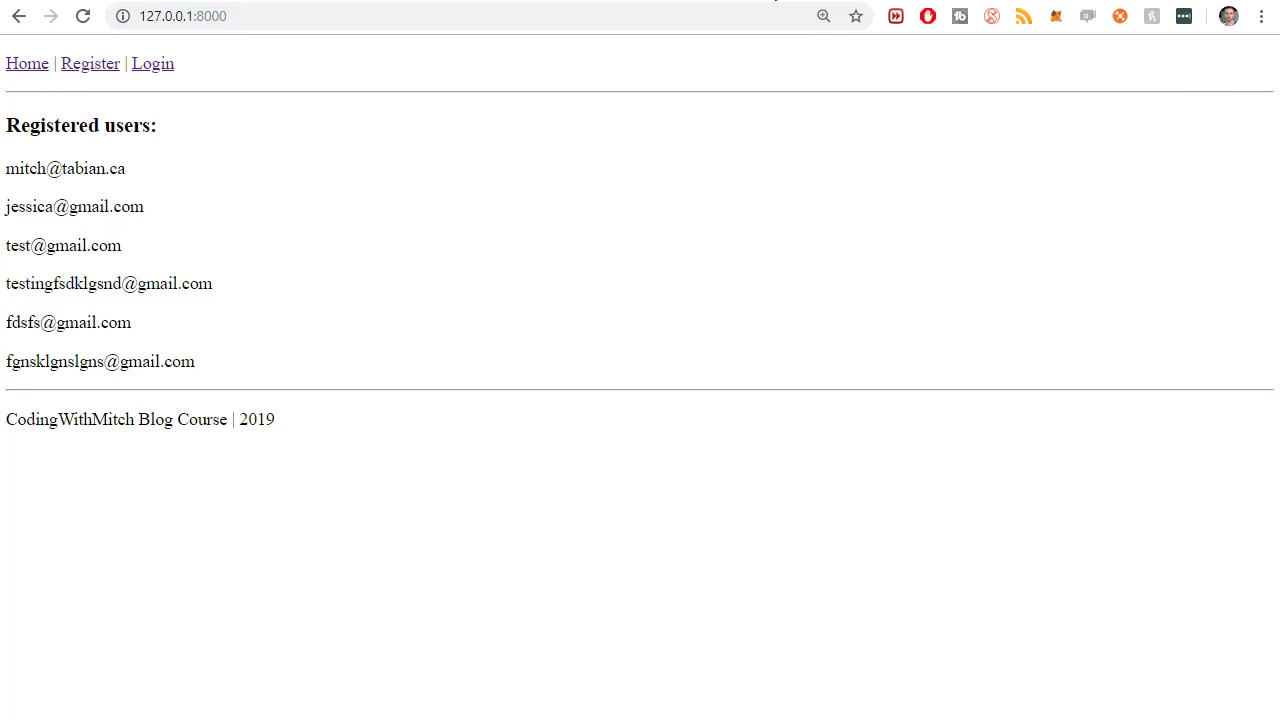 127.0.0.1:8000
Home | Register | Login
Registered users:
mitch@tabian.ca
jessica@gmail.com
test@gmail.com
testingfsdklgsnd@gmail.com
fdsfs@gmail.com
fgnsklgnslgns@gmail.com
CodingWithMitch Blog Course | 2019